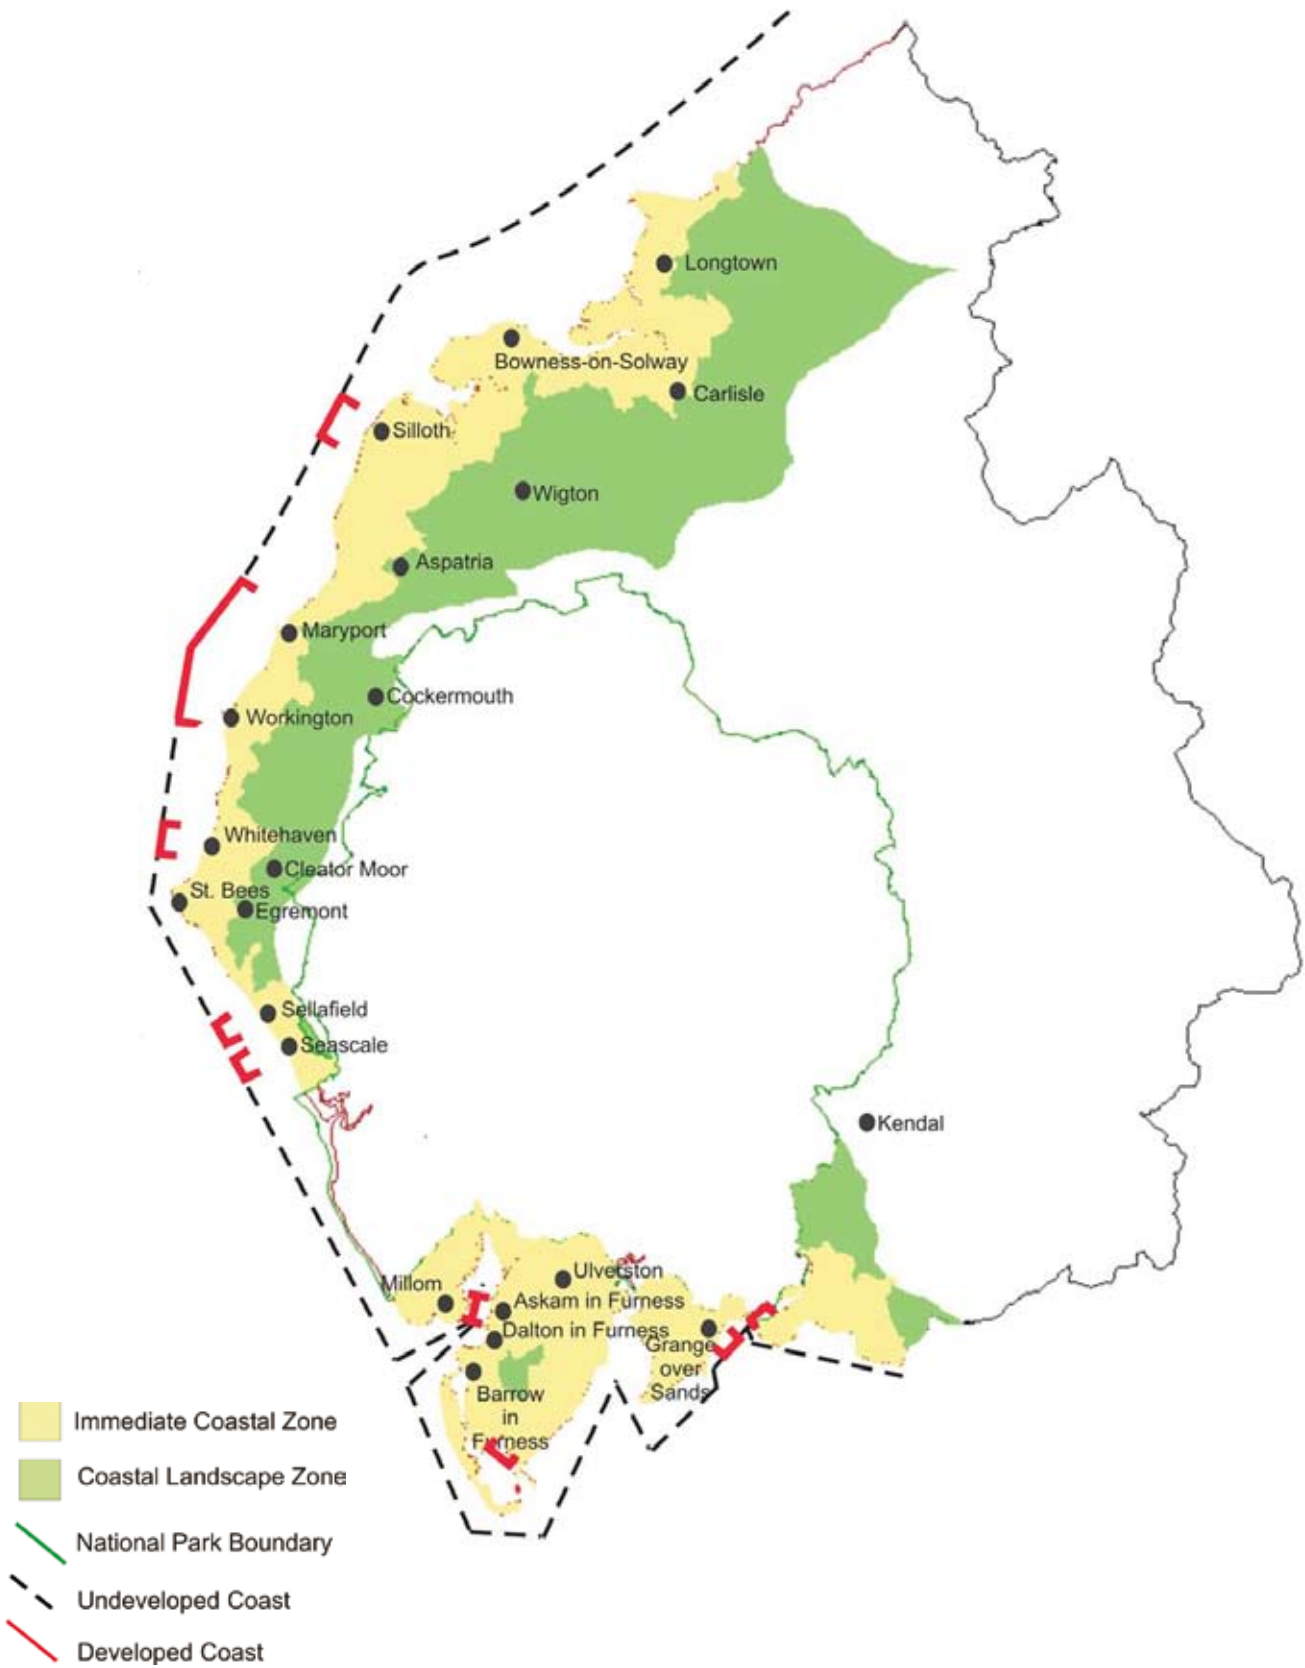 Longtown
Bowness-on-Solway
Carlisle
Silloth
Wigton
Aspatria
Maryport
Cockermouth
Workington
Whitehaven
Cleator Moor
St. Bees
Egremont
Sellafield
Seascale
Kendal
Ulverston
Millom
Askam in Furness
Dalton in Furness
Grange
over
Sands
Barrow
in
Furness
Immediate Coastal Zone
Coastal Landscape Zone
National Park Boundary
Undeveloped Coast
Developed Coast